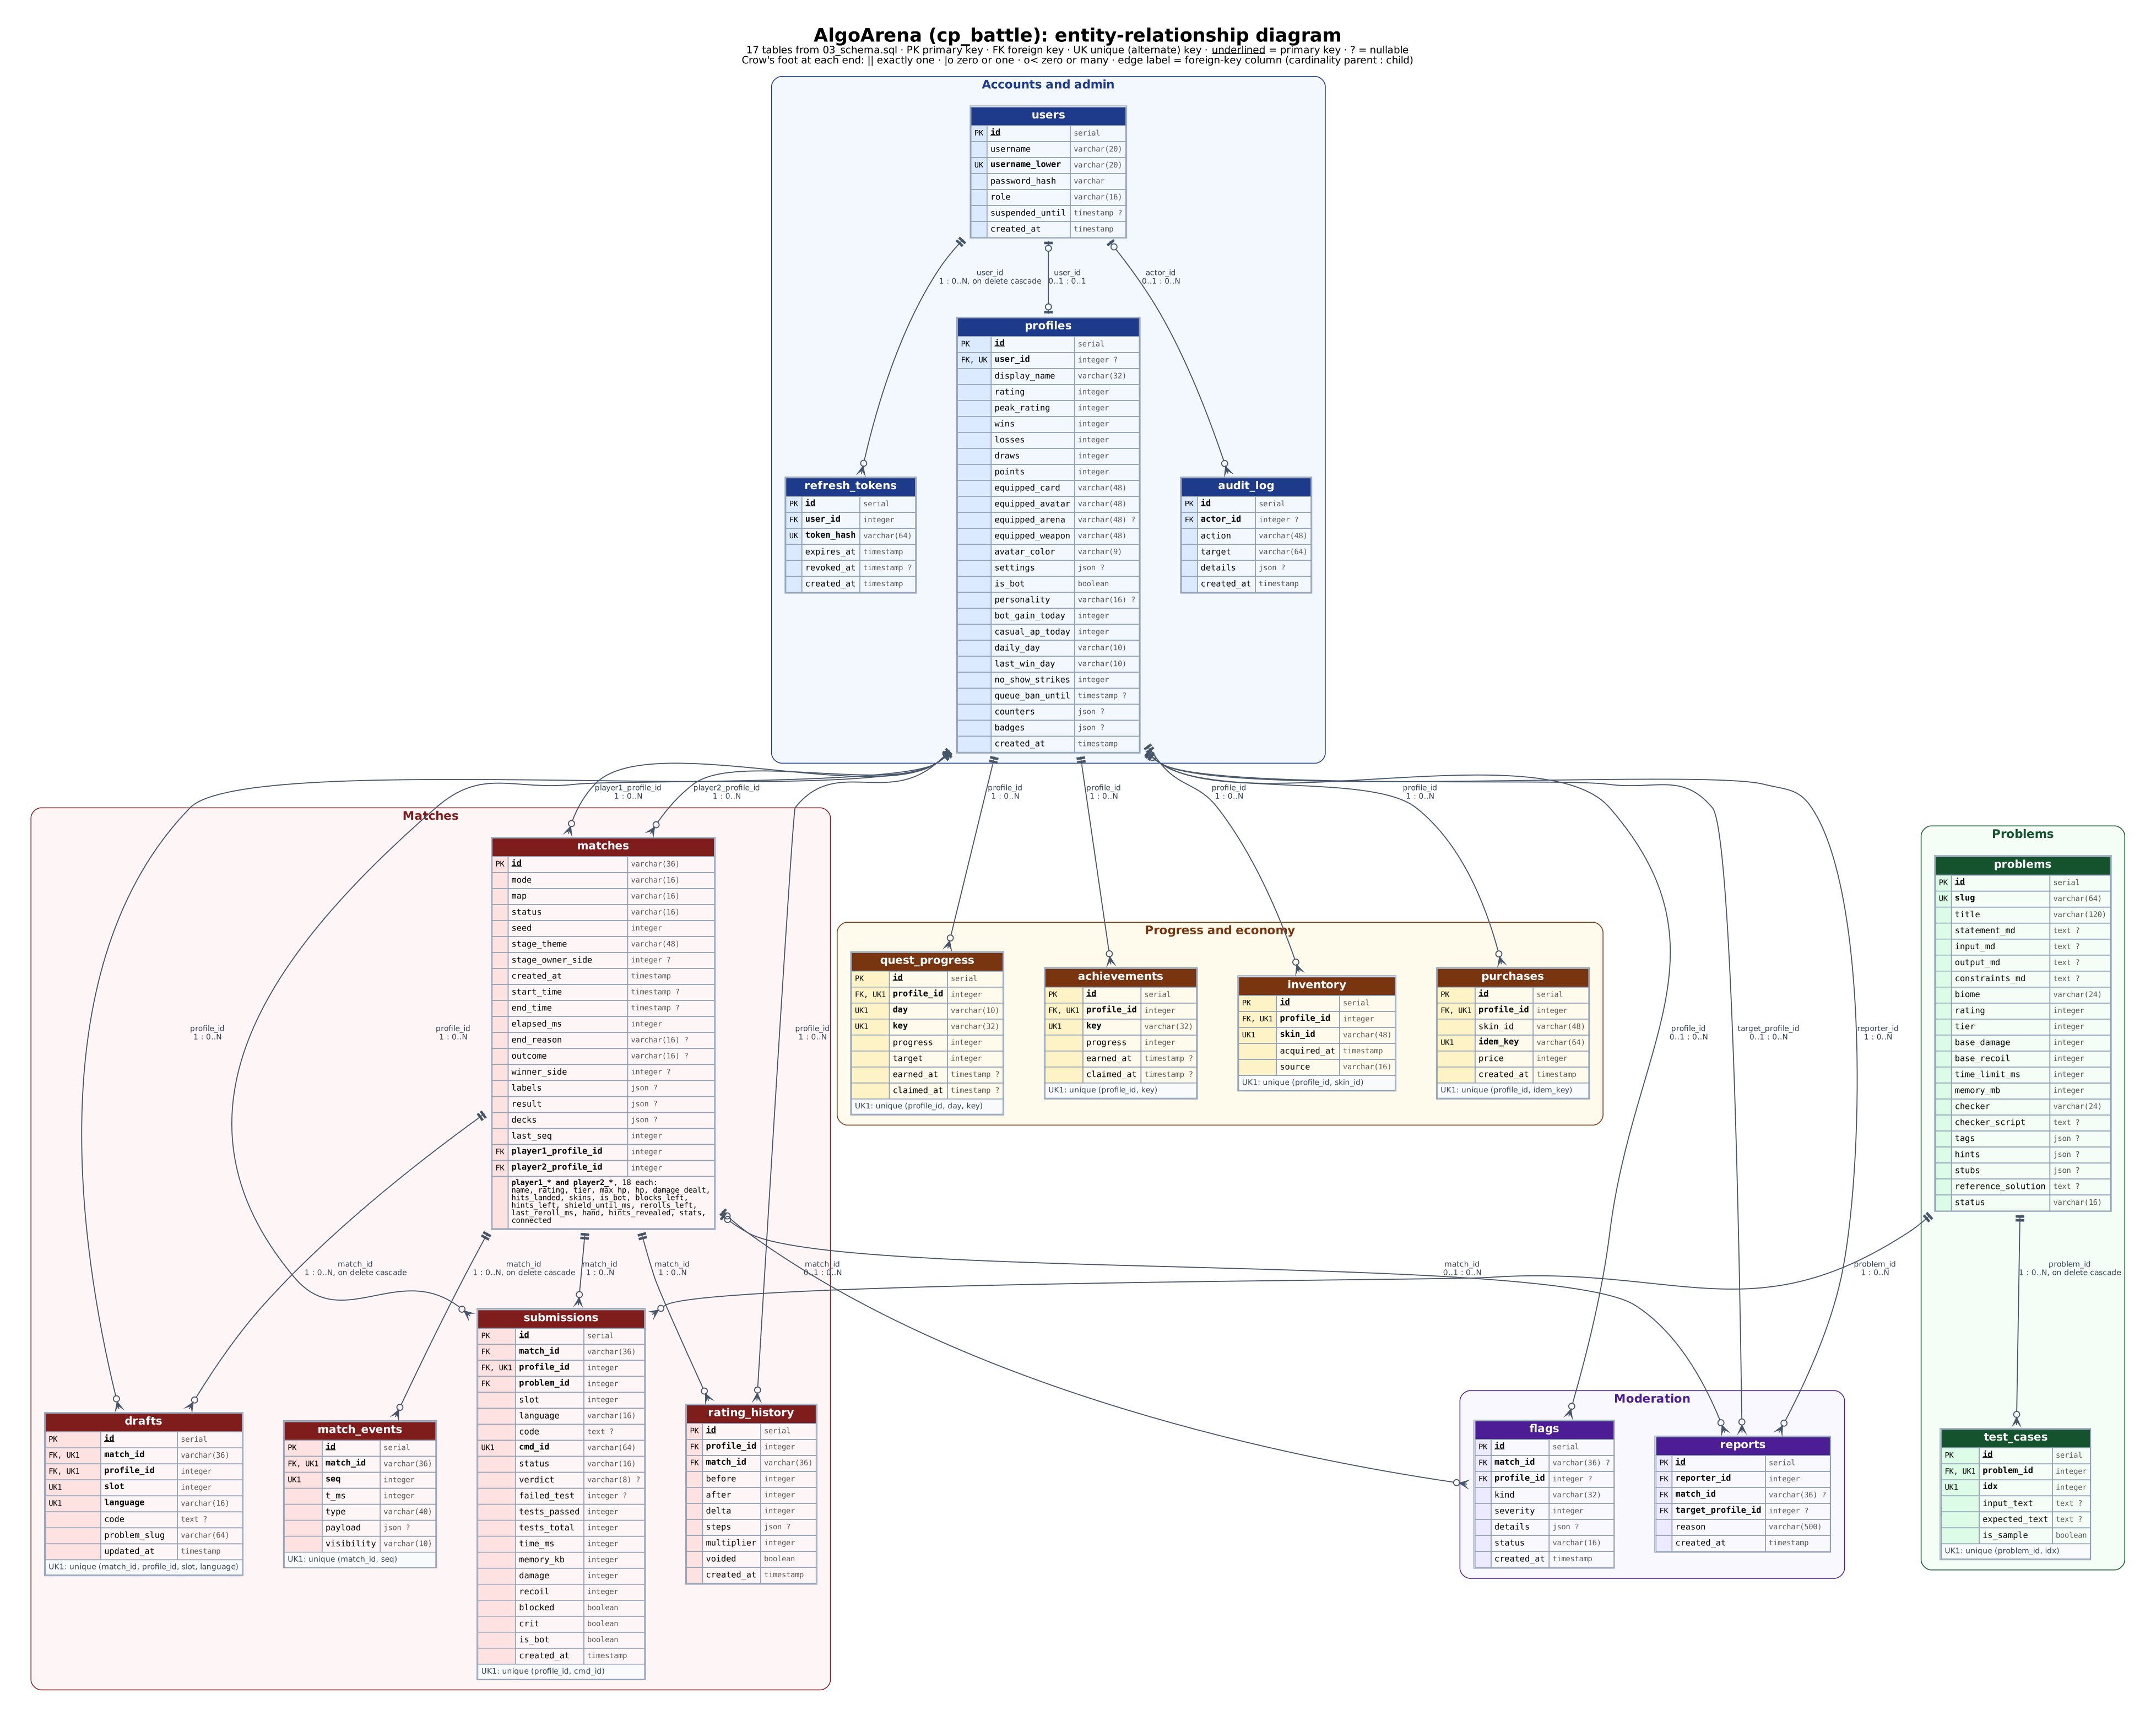 AlgoArena (cp_battle): entity-relationship diagram
17 tables from 03_schema.sql · PK primary key · FK foreign key · UK unique (alternate) key · underlined = primary key · ? = nullable
Crow's foot at each end: || exactly one · |o zero or one · o< zero or many · edge label = foreign-key column (cardinality parent : child)
Accounts and admin
users
PK id serial
username varchar(20)
UK username_lower varchar(20)
password_hash varchar
role varchar(16)
suspended_until timestamp ?
created_at timestamp
user_id
1 : 0..N, on delete cascade
user_id
0..1 : 0..1
actor_id
0..1 : 0..N
profiles
PK id serial
FK, UK user_id integer ?
display_name varchar(32)
rating integer
peak_rating integer
wins integer
losses integer
draws integer
points integer
equipped_card varchar(48)
equipped_avatar varchar(48)
equipped_arena varchar(48) ?
equipped_weapon varchar(48)
avatar_color varchar(9)
settings json ?
is_bot boolean
personality varchar(16) ?
bot_gain_today integer
casual_ap_today integer
daily_day varchar(10)
last_win_day varchar(10)
no_show_strikes integer
queue_ban_until timestamp ?
counters json ?
badges json ?
created_at timestamp
refresh_tokens
PK id serial
FK user_id integer
UK token_hash varchar(64)
expires_at timestamp
revoked_at timestamp ?
created_at timestamp
audit_log
PK id serial
FK actor_id integer ?
action varchar(48)
target varchar(64)
details json ?
created_at timestamp
player1_profile_id
1 : 0..N
player2_profile_id
1 : 0..N
profile_id
1 : 0..N
profile_id
1 : 0..N
profile_id
1 : 0..N
profile_id
1 : 0..N
Matches
matches
PK id varchar(36)
mode varchar(16)
map varchar(16)
status varchar(16)
seed integer
stage_theme varchar(48)
stage_owner_side integer ?
created_at timestamp
start_time timestamp ?
end_time timestamp ?
elapsed_ms integer
end_reason varchar(16) ?
outcome varchar(16) ?
winner_side integer ?
labels json ?
result json ?
decks json ?
last_seq integer
FK player1_profile_id integer
FK player2_profile_id integer
player1_* and player2_*, 18 each:
name, rating, tier, max_hp, hp, damage_dealt,
hits_landed, skins, is_bot, blocks_left,
hints_left, shield_until_ms, rerolls_left,
last_reroll_ms, hand, hints_revealed, stats,
connected
profile_id
1 : 0..N
profile_id
1 : 0..N
profile_id
1 : 0..N
Progress and economy
quest_progress
PK id serial
FK, UK1 profile_id integer
UK1 day varchar(10)
UK1 key varchar(32)
progress integer
target integer
earned_at timestamp ?
claimed_at timestamp ?
UK1: unique (profile_id, day, key)
achievements
PK id serial
FK, UK1 profile_id integer
UK1 key varchar(32)
progress integer
earned_at timestamp ?
claimed_at timestamp ?
UK1: unique (profile_id, key)
inventory
PK id serial
FK, UK1 profile_id integer
UK1 skin_id varchar(48)
acquired_at timestamp
source varchar(16)
UK1: unique (profile_id, skin_id)
purchases
PK id serial
FK, UK1 profile_id integer
skin_id varchar(48)
UK1 idem_key varchar(64)
price integer
created_at timestamp
UK1: unique (profile_id, idem_key)
profile_id
0..1 : 0..N
target_profile_id
0..1 : 0..N
reporter_id
1 : 0..N
Problems
problems
PK id serial
UK slug varchar(64)
title varchar(120)
statement_md text ?
input_md text ?
output_md text ?
constraints_md text ?
biome varchar(24)
rating integer
tier integer
base_damage integer
base_recoil integer
time_limit_ms integer
memory_mb integer
checker varchar(24)
checker_script text ?
tags json ?
hints json ?
stubs json ?
reference_solution text ?
status varchar(16)
match_id
1 : 0..N, on delete cascade
match_id
1 : 0..N, on delete cascade
match_id
1 : 0..N
match_id
1 : 0..N
match_id
0..1 : 0..N
match_id
0..1 : 0..N
problem_id
1 : 0..N
problem_id
1 : 0..N, on delete cascade
drafts
PK id serial
FK, UK1 match_id varchar(36)
FK, UK1 profile_id integer
UK1 slot integer
UK1 language varchar(16)
code text ?
problem_slug varchar(64)
updated_at timestamp
UK1: unique (match_id, profile_id, slot, language)
match_events
PK id serial
FK, UK1 match_id varchar(36)
UK1 seq integer
t_ms integer
type varchar(40)
payload json ?
visibility varchar(10)
UK1: unique (match_id, seq)
submissions
PK id serial
FK match_id varchar(36)
FK, UK1 profile_id integer
FK problem_id integer
slot integer
language varchar(16)
code text ?
UK1 cmd_id varchar(64)
status varchar(16)
verdict varchar(8) ?
failed_test integer ?
tests_passed integer
tests_total integer
time_ms integer
memory_kb integer
damage integer
recoil integer
blocked boolean
crit boolean
is_bot boolean
created_at timestamp
UK1: unique (profile_id, cmd_id)
rating_history
PK id serial
FK profile_id integer
FK match_id varchar(36)
before integer
after integer
delta integer
steps json ?
multiplier integer
voided boolean
created_at timestamp
Moderation
flags
PK id serial
FK match_id varchar(36) ?
FK profile_id integer ?
kind varchar(32)
severity integer
details json ?
status varchar(16)
created_at timestamp
reports
PK id serial
FK reporter_id integer
FK match_id varchar(36) ?
FK target_profile_id integer ?
reason varchar(500)
created_at timestamp
test_cases
PK id serial
FK, UK1 problem_id integer
UK1 idx integer
input_text text ?
expected_text text ?
is_sample boolean
UK1: unique (problem_id, idx)